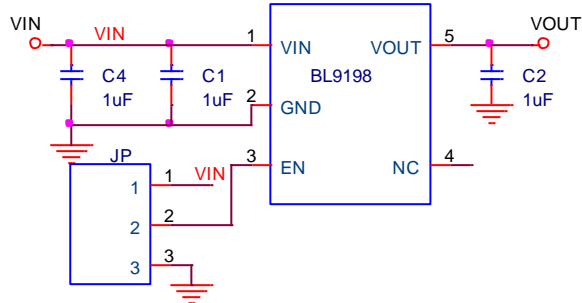 VIN VIN 1 VIN VOUT 5 VOUT
C4 C1 BL9198 C2
1uF 1uF 2 GND 1uF
JP 3 EN NC 4
1 1 VIN
2 2
3 3